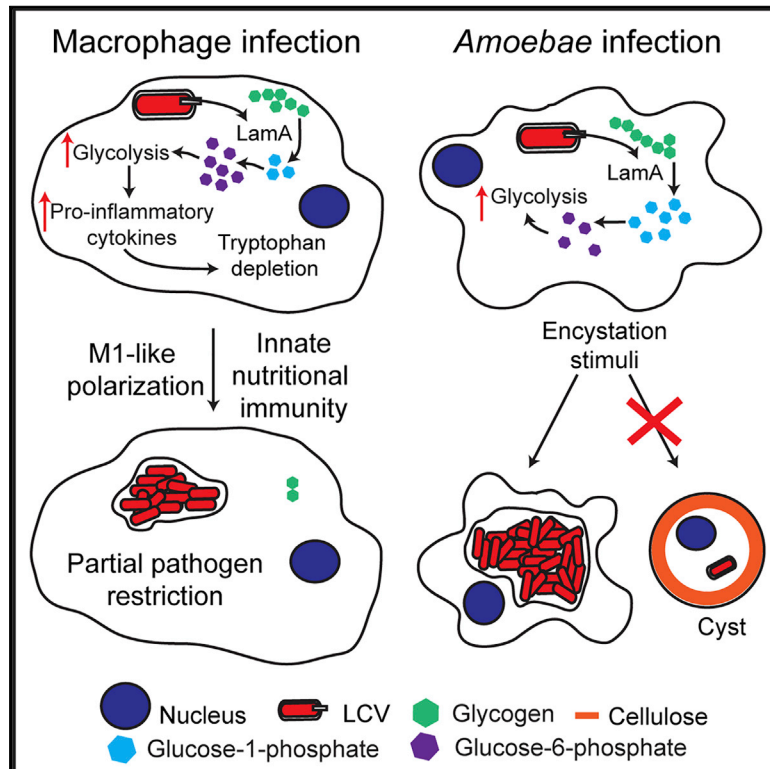 Macrophage infection
LamA
Glycolysis
Pro-inflammatory
cytokines
Tryptophan
depletion
M1-like
polarization
Innate
nutritional
immunity
Partial pathogen
restriction
Amoebae infection
LamA
Glycolysis
Encystation
stimuli
Cyst
Nucleus
LCV
Glycogen
Cellulose
Glucose-1-phosphate
Glucose-6-phosphate